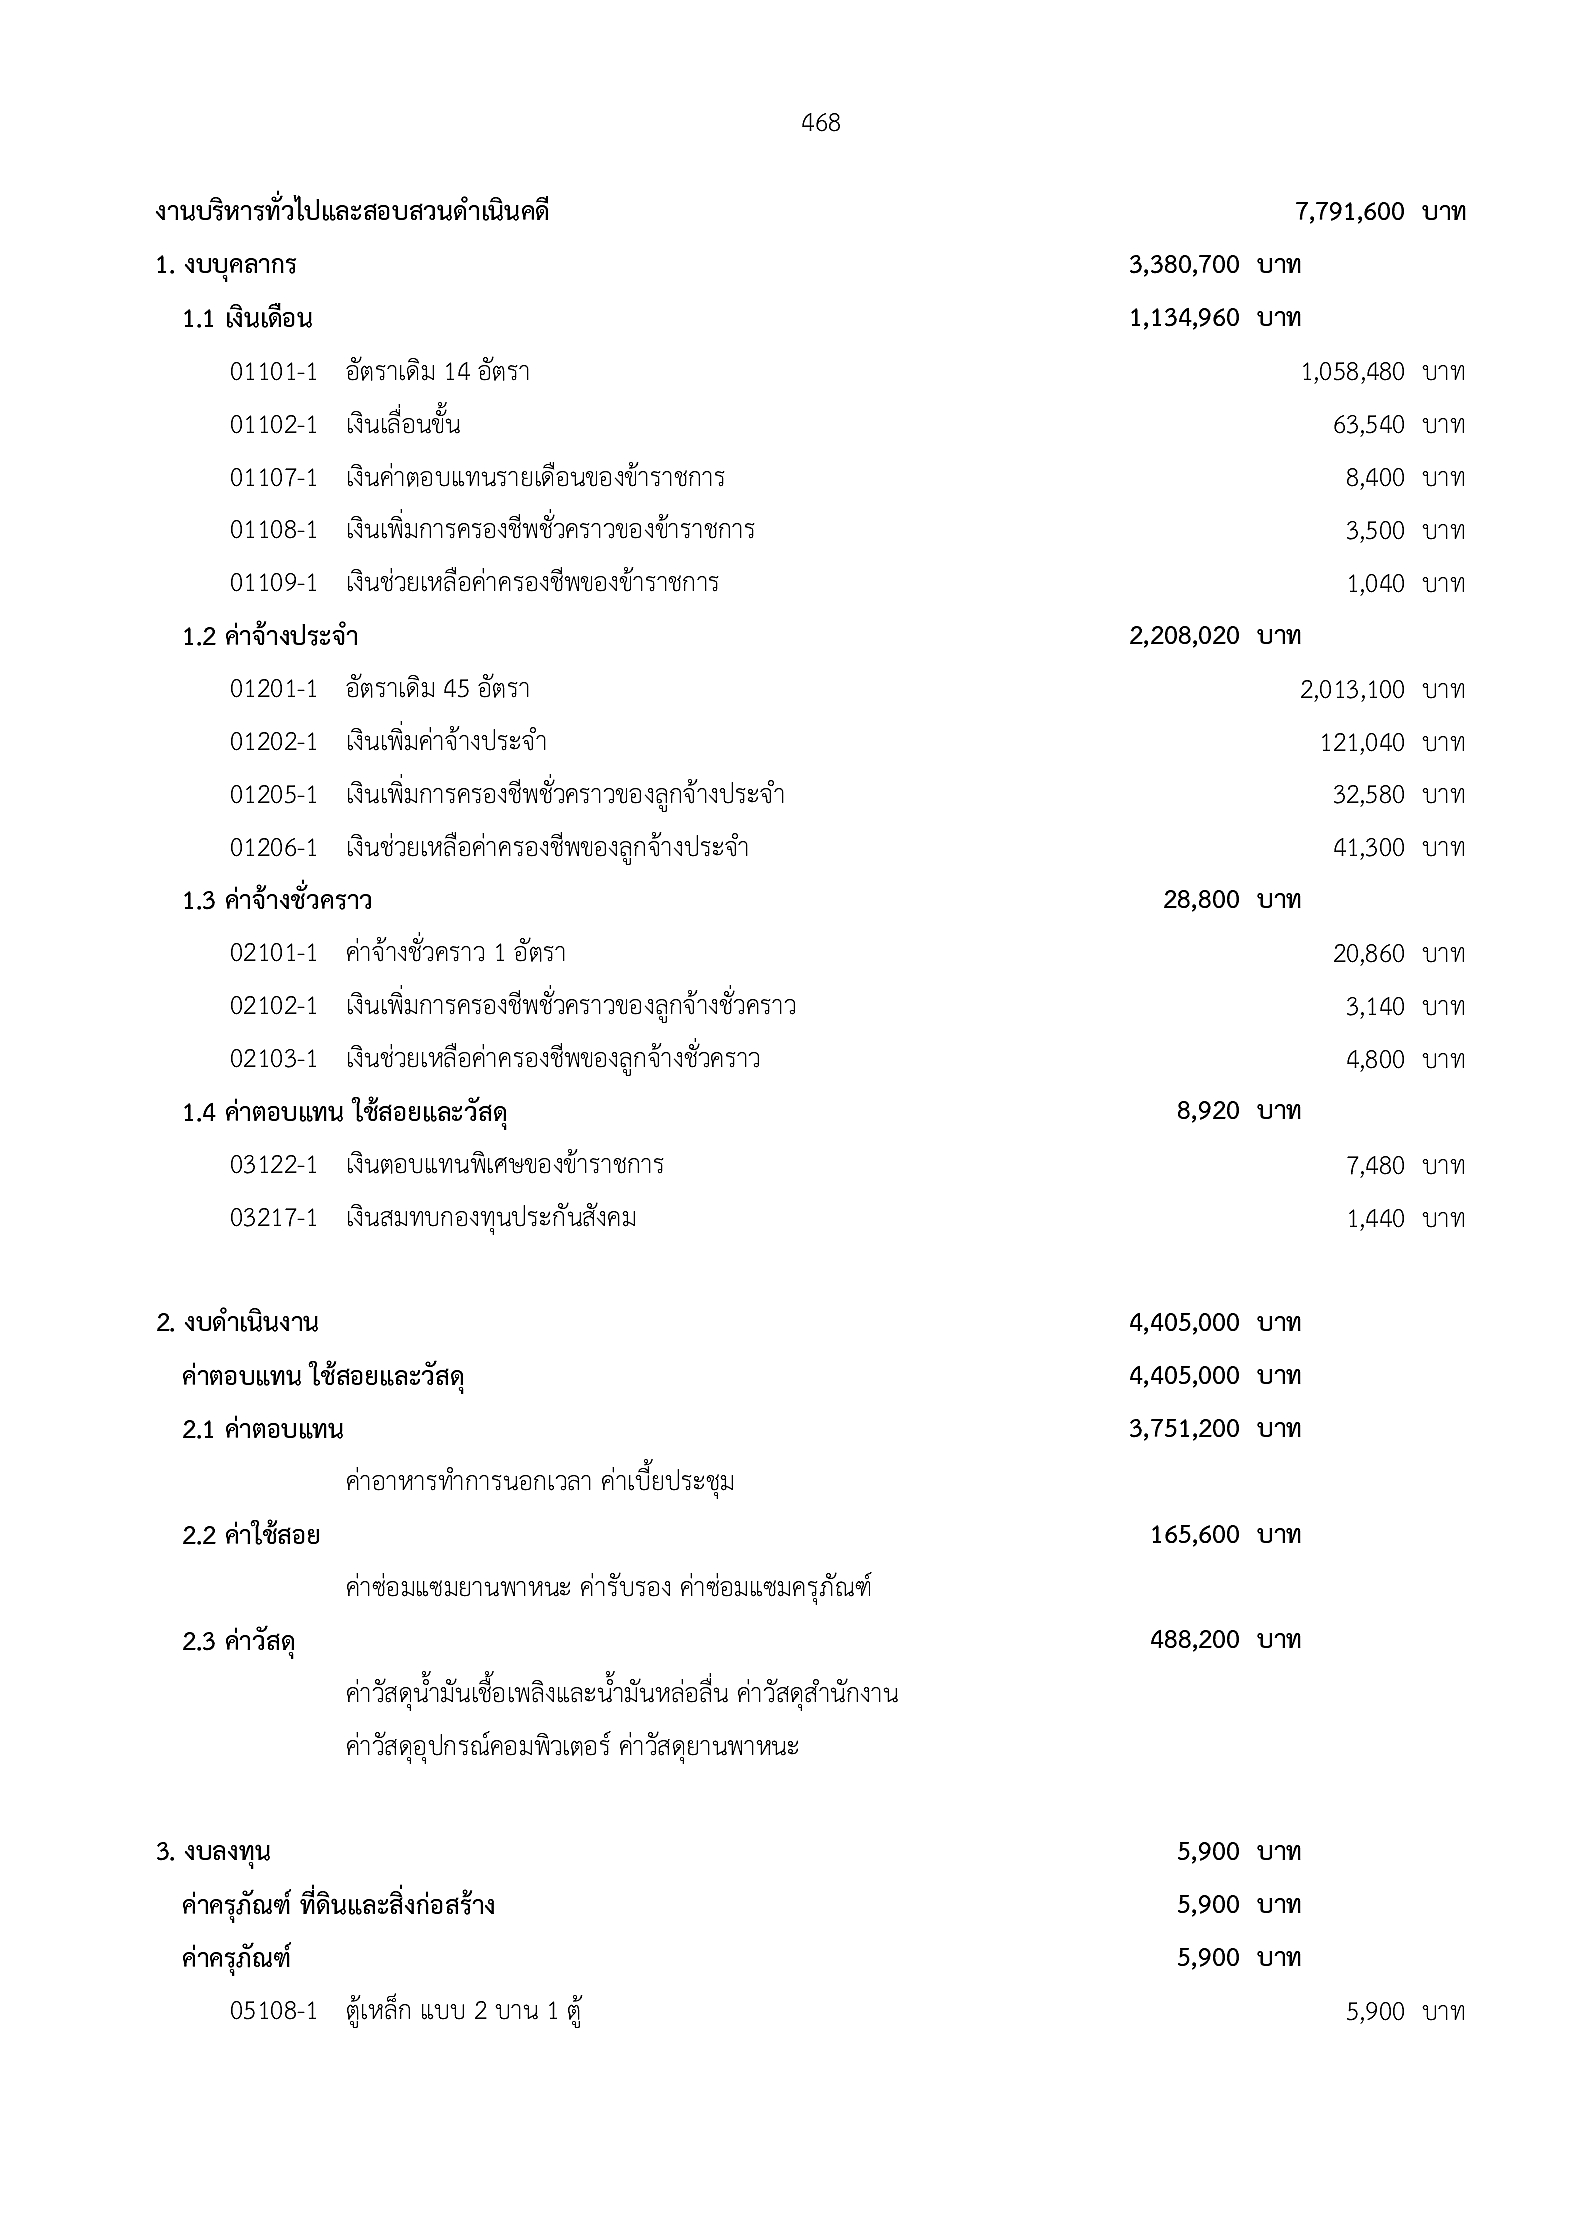 468
งานบริหารทั่วไปและสอบสวนดำเนินคดี 7,791,600 บาท
1. งบบุคลากร 3,380,700 บาท
1.1 เงินเดือน 1,134,960 บาท
01101-1 อัตราเดิม 14 อัตรา 1,058,480 บาท
01102-1 เงินเลื่อนขั้น 63,540 บาท
01107-1 เงินค่าตอบแทนรายเดือนของข้าราชการ 8,400 บาท
01108-1 เงินเพิ่มการครองชีพชั่วคราวของข้าราชการ 3,500 บาท
01109-1 เงินช่วยเหลือค่าครองชีพของข้าราชการ 1,040 บาท
1.2 ค่าจ้างประจำ 2,208,020 บาท
01201-1 อัตราเดิม 45 อัตรา 2,013,100 บาท
01202-1 เงินเพิ่มค่าจ้างประจำ 121,040 บาท
01205-1 เงินเพิ่มการครองชีพชั่วคราวของลูกจ้างประจำ 32,580 บาท
01206-1 เงินช่วยเหลือค่าครองชีพของลูกจ้างประจำ 41,300 บาท
1.3 ค่าจ้างชั่วคราว 28,800 บาท
02101-1 ค่าจ้างชั่วคราว 1 อัตรา 20,860 บาท
02102-1 เงินเพิ่มการครองชีพชั่วคราวของลูกจ้างชั่วคราว 3,140 บาท
02103-1 เงินช่วยเหลือค่าครองชีพของลูกจ้างชั่วคราว 4,800 บาท
1.4 ค่าตอบแทน ใช้สอยและวัสดุ 8,920 บาท
03122-1 เงินตอบแทนพิเศษของข้าราชการ 7,480 บาท
03217-1 เงินสมทบกองทุนประกันสังคม 1,440 บาท
2. งบดำเนินงาน 4,405,000 บาท
ค่าตอบแทน ใช้สอยและวัสดุ 4,405,000 บาท
2.1 ค่าตอบแทน 3,751,200 บาท
ค่าอาหารทำการนอกเวลา ค่าเบี้ยประชุม
2.2 ค่าใช้สอย 165,600 บาท
ค่าซ่อมแซมยานพาหนะ ค่ารับรอง ค่าซ่อมแซมครุภัณฑ์
2.3 ค่าวัสดุ 488,200 บาท
ค่าวัสดุน้ำมันเชื้อเพลิงและน้ำมันหล่อลื่น ค่าวัสดุสำนักงาน
ค่าวัสดุอุปกรณ์คอมพิวเตอร์ ค่าวัสดุยานพาหนะ
3. งบลงทุน 5,900 บาท
ค่าครุภัณฑ์ ที่ดินและสิ่งก่อสร้าง 5,900 บาท
ค่าครุภัณฑ์ 5,900 บาท
05108-1 ตู้เหล็ก แบบ 2 บาน 1 ตู้ 5,900 บาท